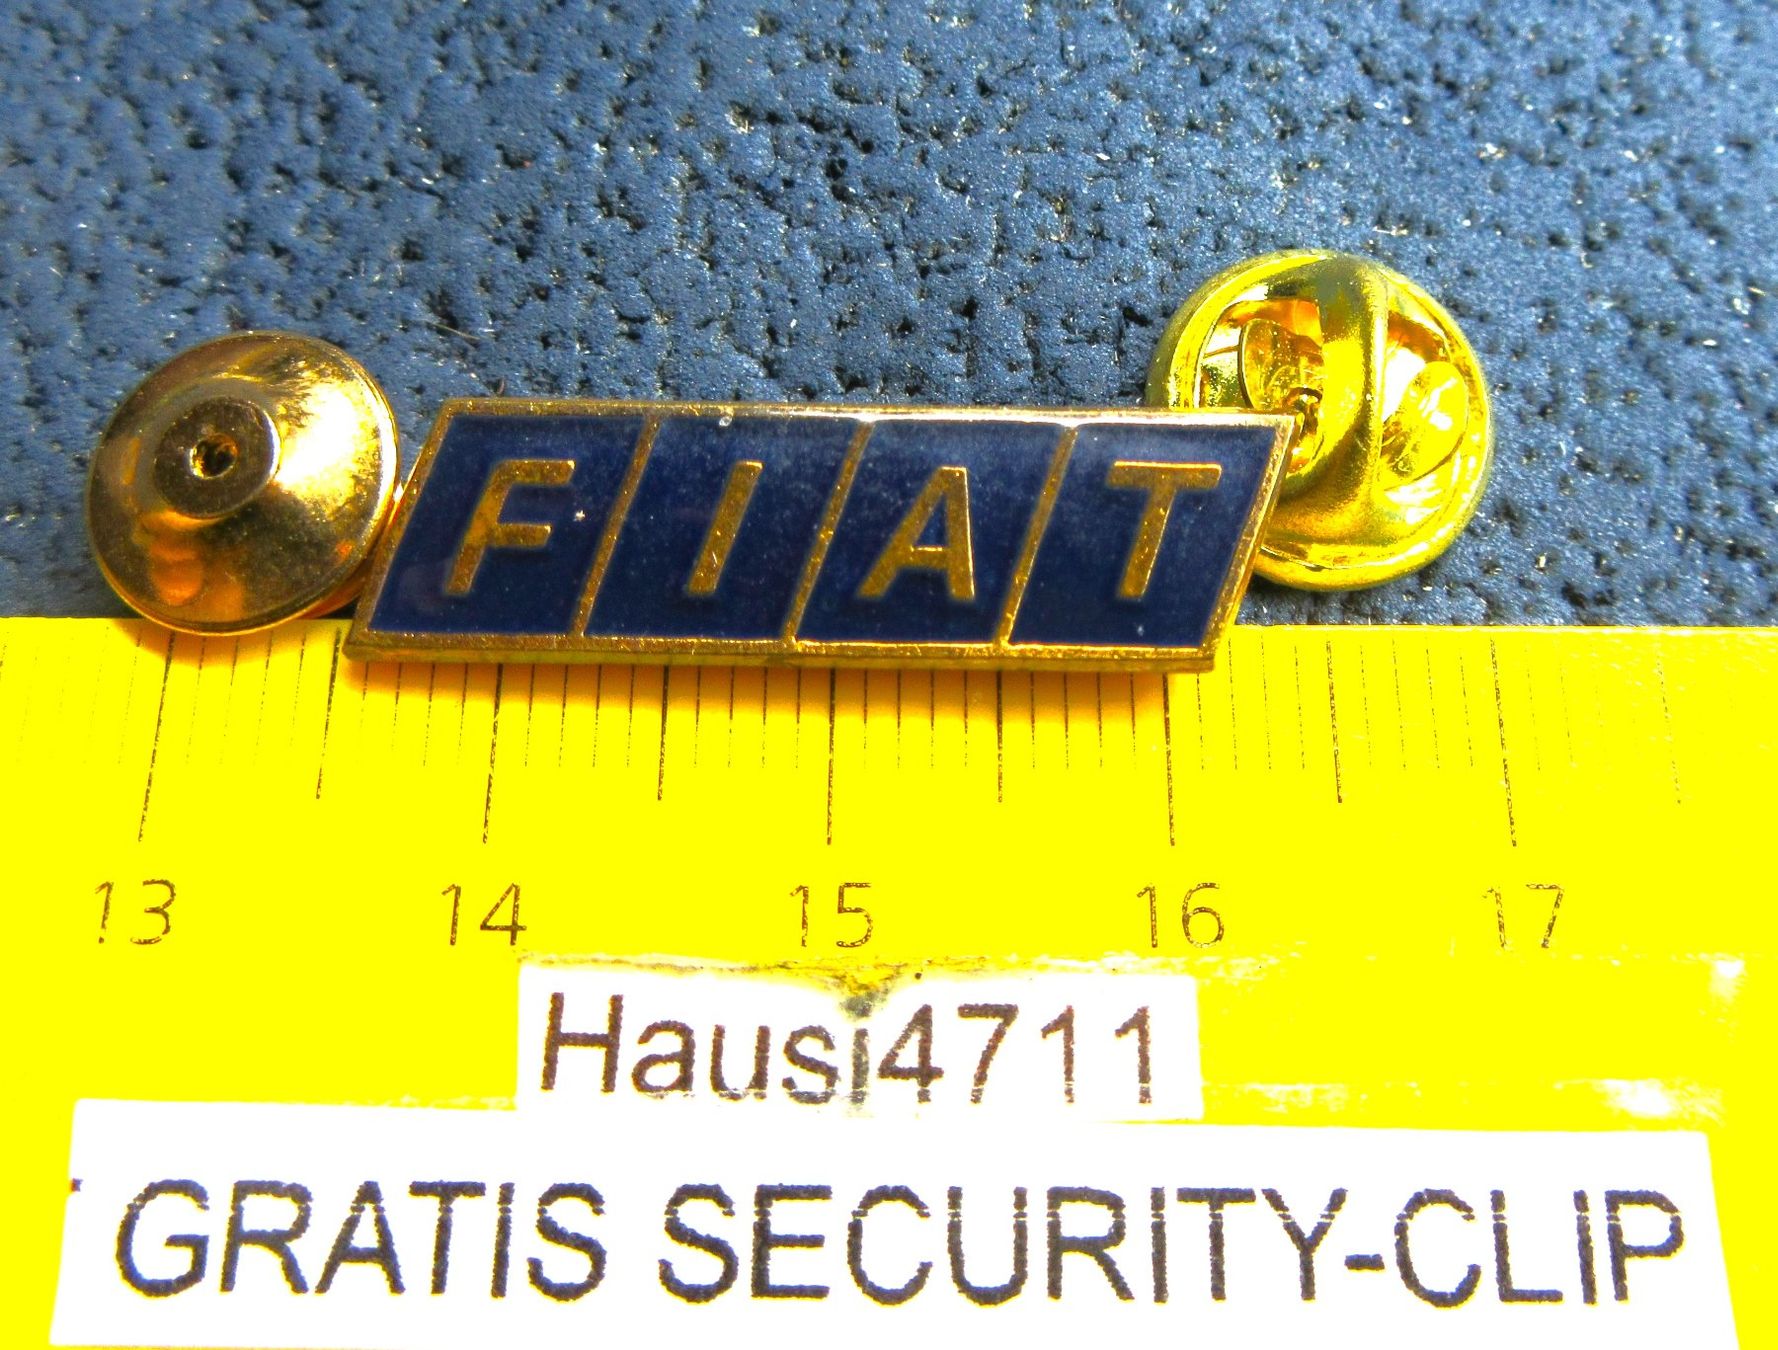 FIAT
13 14 15 16 17
Hausi4711
GRATIS SECURITY-CLIP